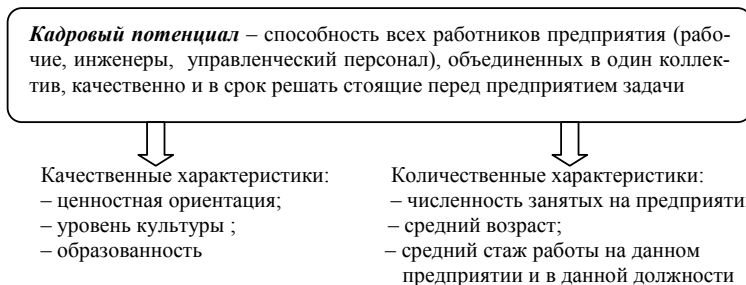 Кадровый потенциал – способность всех работников предприятия (рабо-
чие, инженеры, управленческий персонал), объединенных в один коллек-
тив, качественно и в срок решать стоящие перед предприятием задачи
Качественные характеристики:
– ценностная ориентация;
– уровень культуры ;
– образованность
Количественные характеристики:
– численность занятых на предприяти
– средний возраст;
– средний стаж работы на данном
предприятии и в данной должности